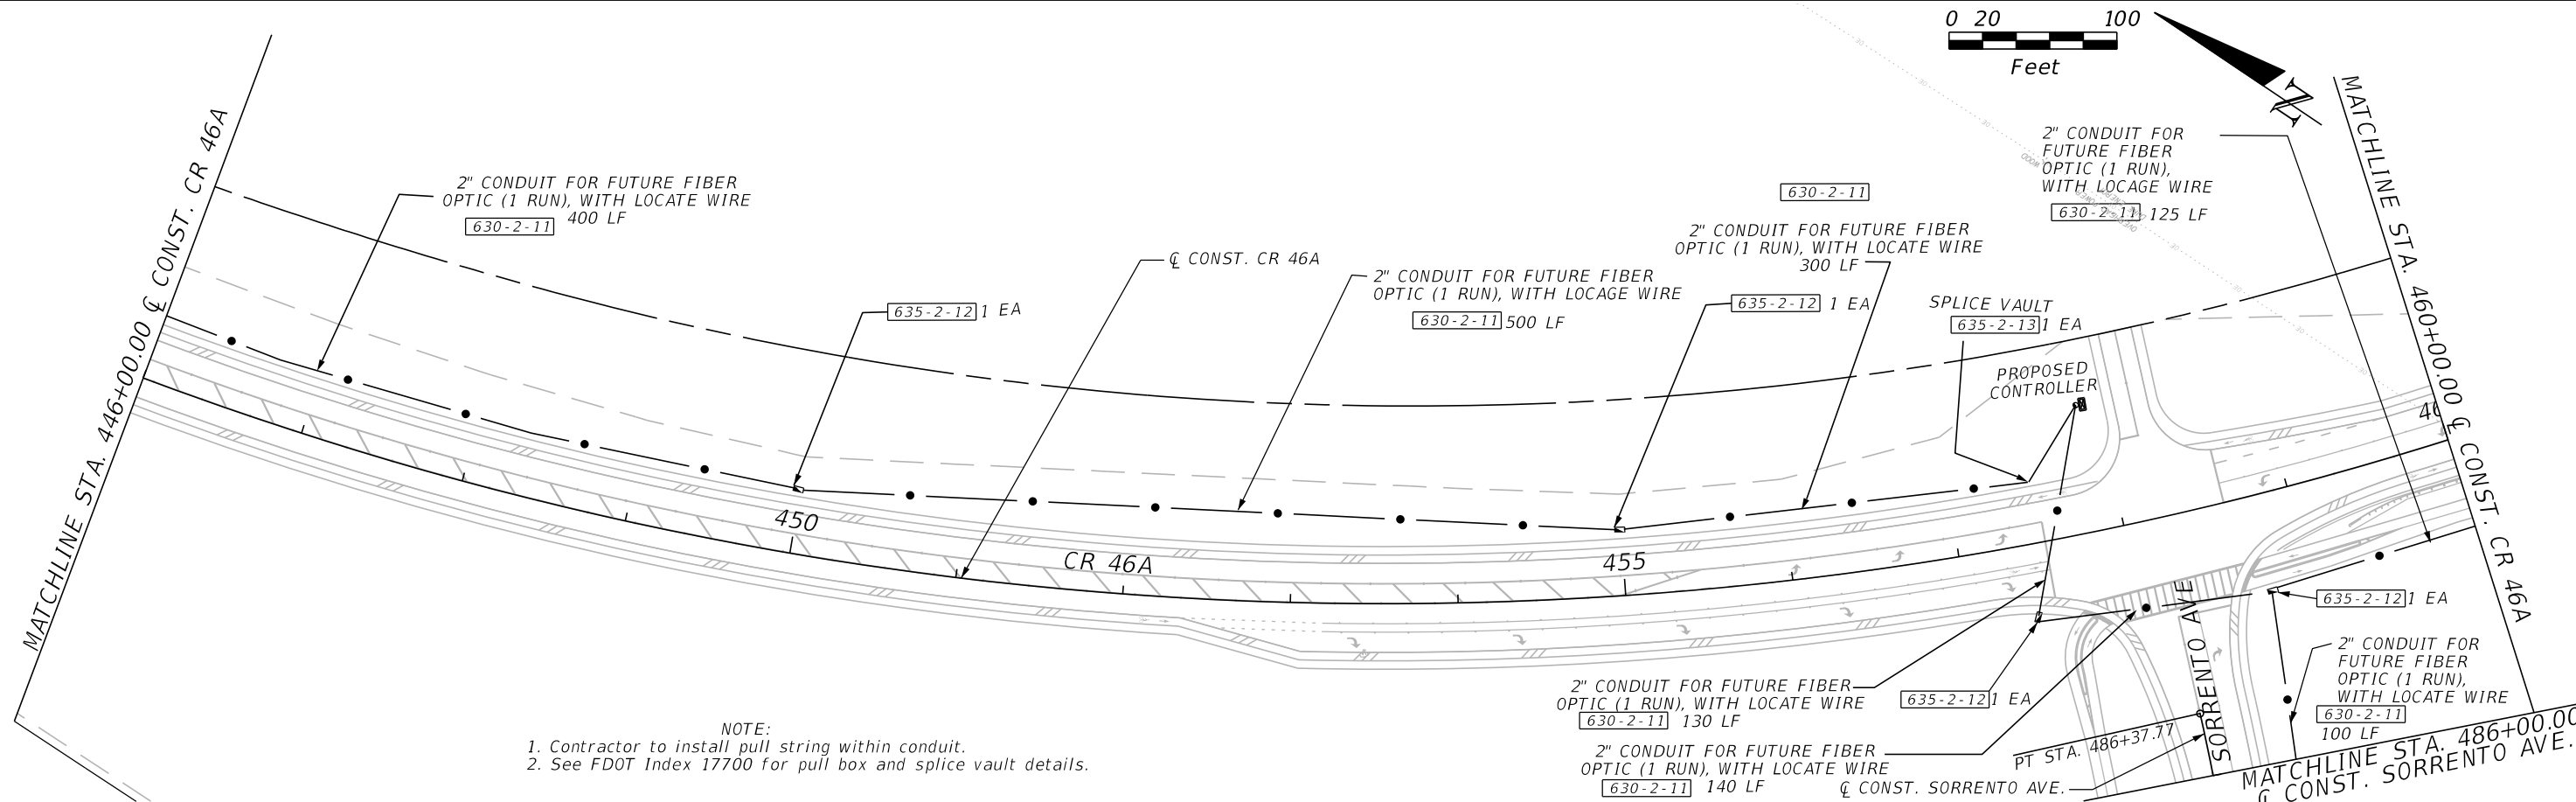 0 20 100
Feet
N
MATCHLINE STA. 446+00.00 ℄ CONST. CR 46A
2" CONDUIT FOR FUTURE FIBER
OPTIC (1 RUN), WITH LOCATE WIRE
630-2-11 400 LF
635-2-12 1 EA
℄ CONST. CR 46A
2" CONDUIT FOR FUTURE FIBER
OPTIC (1 RUN), WITH LOCAGE WIRE
630-2-11 500 LF
630-2-11
2" CONDUIT FOR FUTURE FIBER
OPTIC (1 RUN), WITH LOCATE WIRE
300 LF
635-2-12 1 EA
SPLICE VAULT
635-2-13 1 EA
PROPOSED
CONTROLLER
2" CONDUIT FOR
FUTURE FIBER
OPTIC (1 RUN),
WITH LOCAGE WIRE
630-2-11 125 LF
MATCHLINE STA. 460+00.00 ℄ CONST. CR 46A
450
CR 46A
455
46
635-2-12 1 EA
2" CONDUIT FOR
FUTURE FIBER
OPTIC (1 RUN),
WITH LOCATE WIRE
630-2-11
100 LF
2" CONDUIT FOR FUTURE FIBER
OPTIC (1 RUN), WITH LOCATE WIRE
630-2-11 130 LF
635-2-12 1 EA
2" CONDUIT FOR FUTURE FIBER
OPTIC (1 RUN), WITH LOCATE WIRE
630-2-11 140 LF
SORRENTO AVE
PT STA. 486+37.77
℄ CONST. SORRENTO AVE.
MATCHLINE STA. 486+00.00
℄ CONST. SORRENTO AVE.
NOTE:
1. Contractor to install pull string within conduit.
2. See FDOT Index 17700 for pull box and splice vault details.